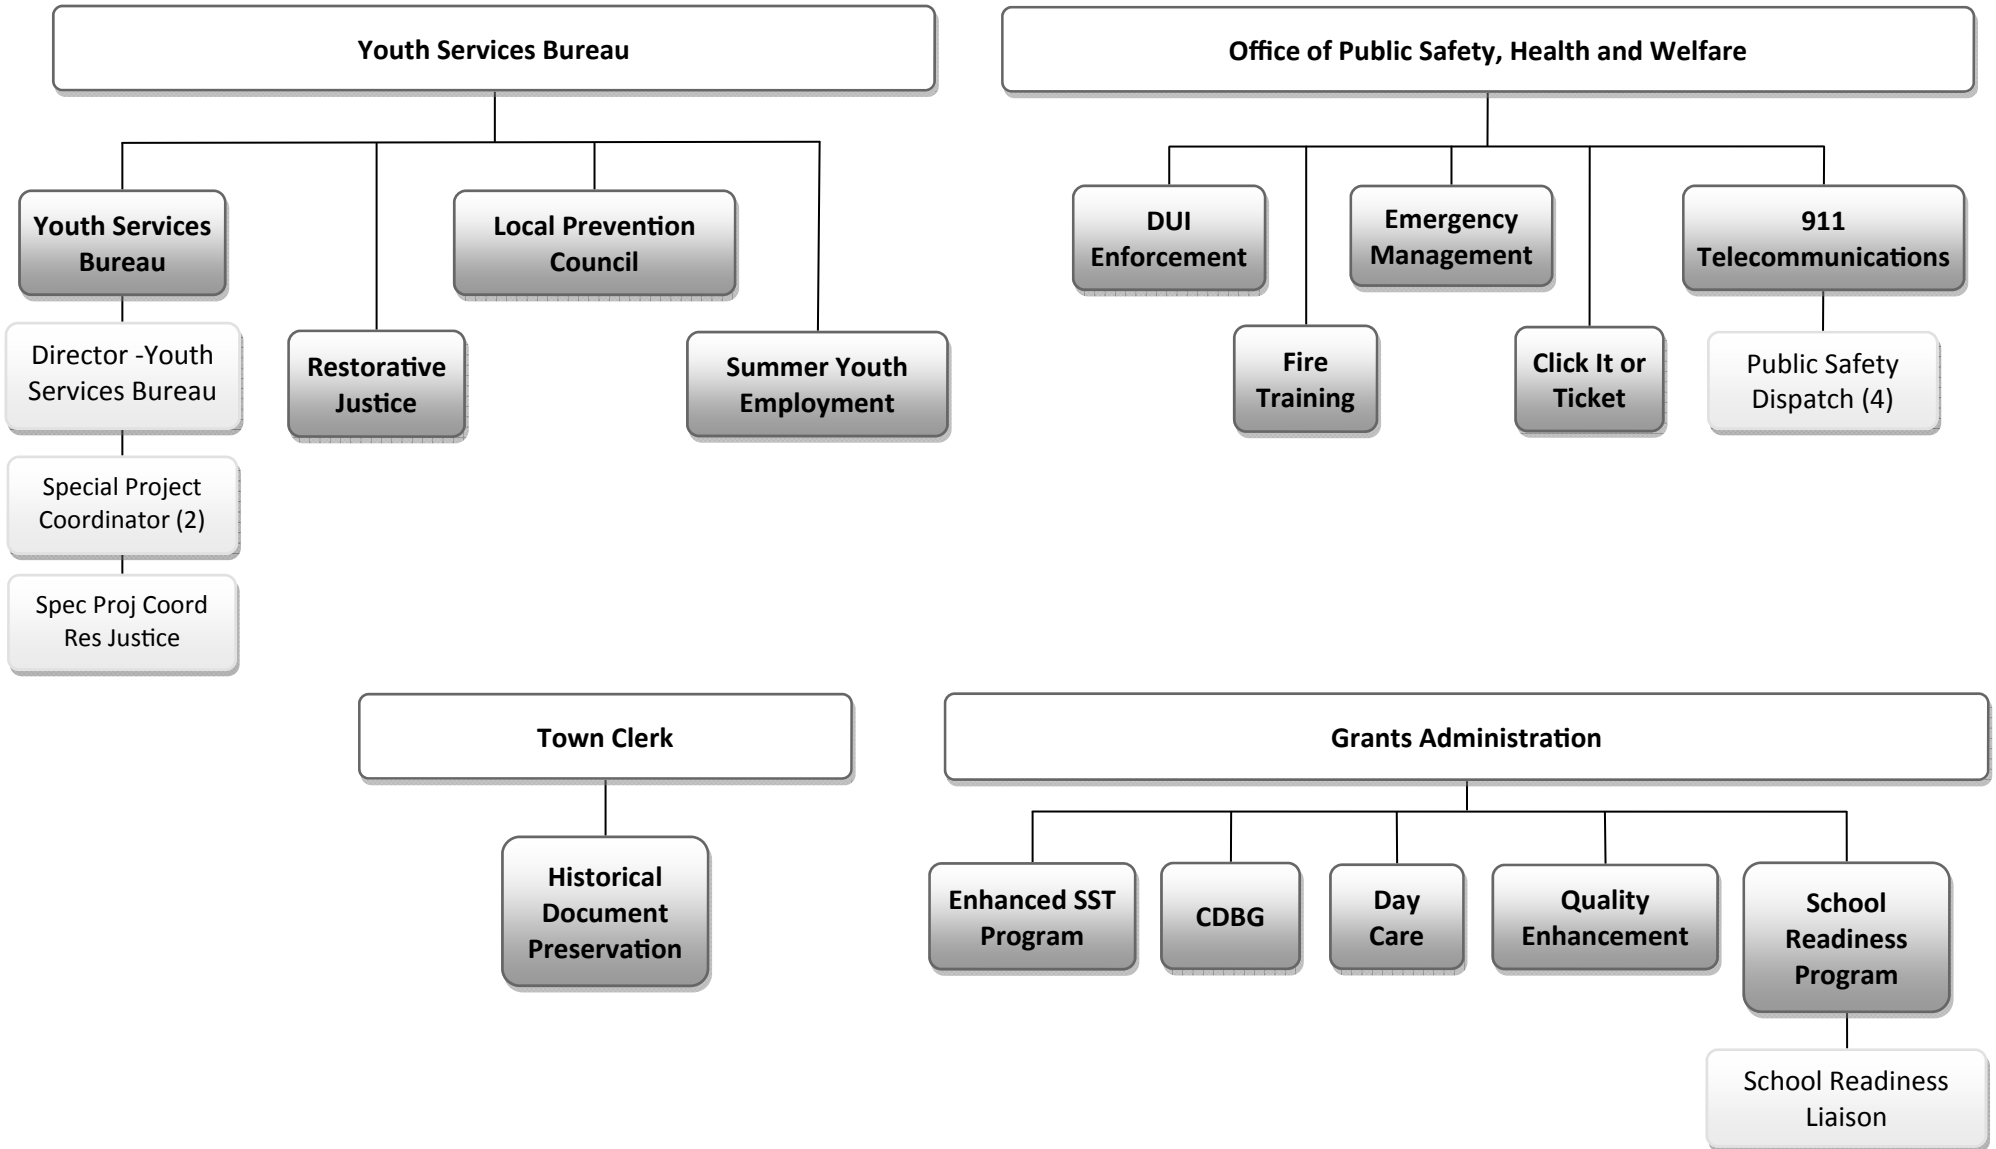 Youth Services Bureau
Office of Public Safety, Health and Welfare
Youth Services
Bureau
Local Prevention
Council
Restorative
Justice
Summer Youth
Employment
Director -Youth
Services Bureau
Special Project
Coordinator (2)
Spec Proj Coord
Res Justice
DUI
Enforcement
Emergency
Management
911
Telecommunications
Fire
Training
Click It or
Ticket
Public Safety
Dispatch (4)
Town Clerk
Historical
Document
Preservation
Grants Administration
Enhanced SST
Program
CDBG
Day
Care
Quality
Enhancement
School
Readiness
Program
School Readiness
Liaison